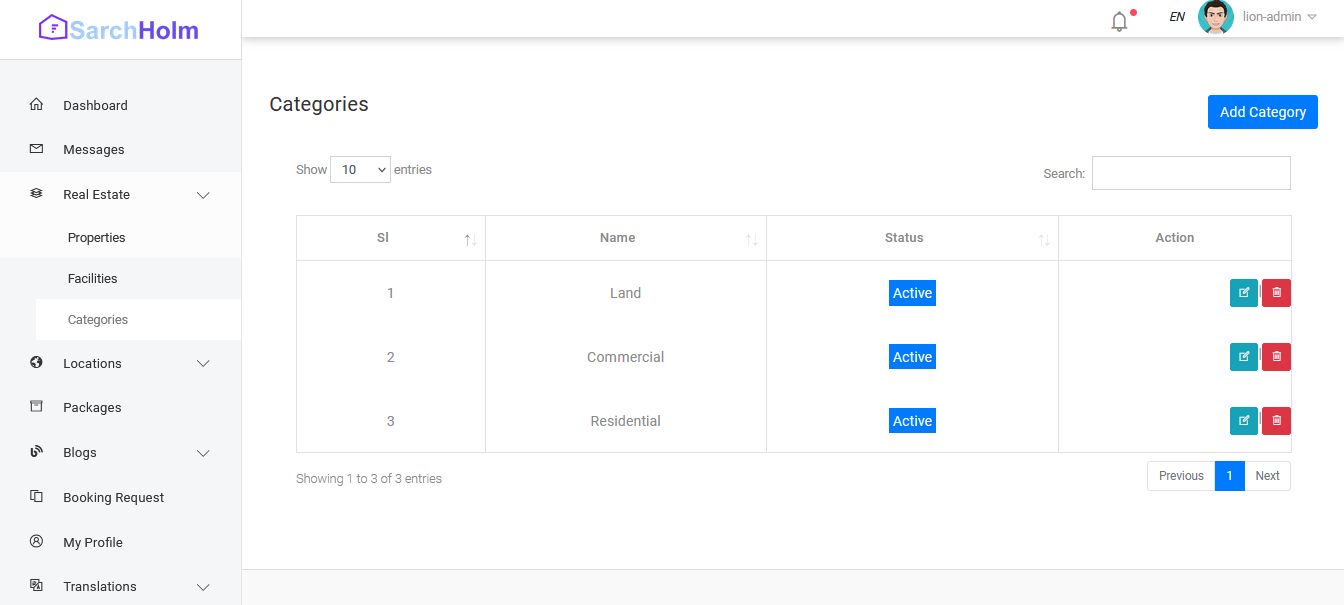 SarchHolm
EN
lion-admin
Dashboard
Messages
Real Estate
Properties
Facilities
Categories
Locations
Packages
Blogs
Booking Request
My Profile
Translations
Categories
Add Category
Show 10 entries
Search:
Sl Name Status Action
1 Land Active
2 Commercial Active
3 Residential Active
Showing 1 to 3 of 3 entries
Previous 1 Next